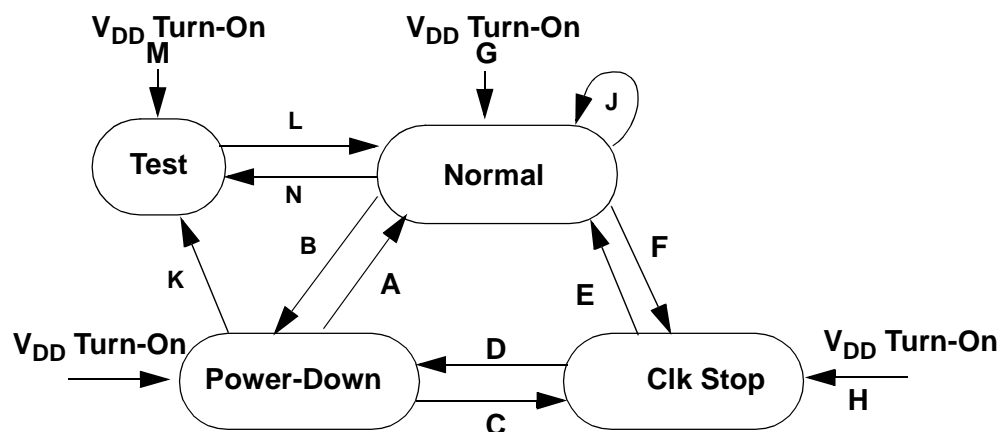 VDD Turn-On
M
VDD Turn-On
G
J
L
Test
Normal
N
B
F
K
A
E
VDD Turn-On
D
VDD Turn-On
Power-Down
Clk Stop
H
C